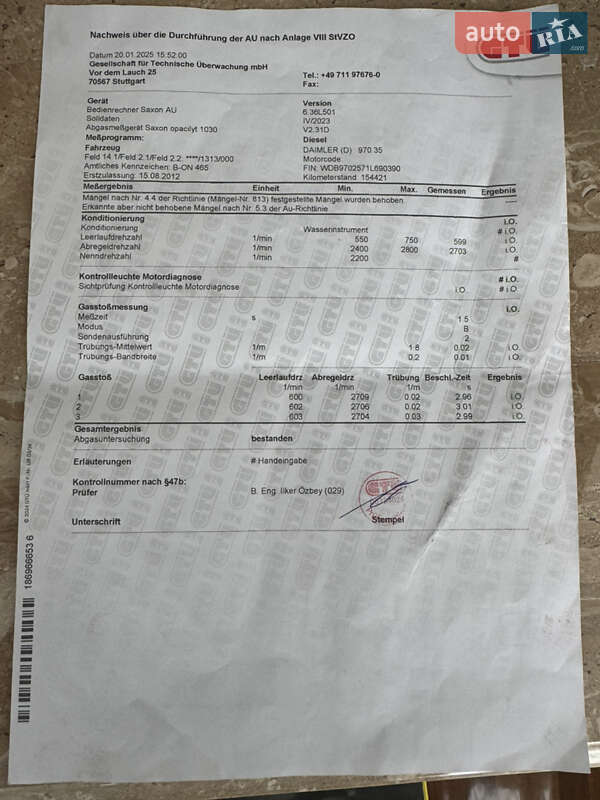 Nachweis über die Durchführung der AU nach Anlage VIII StVZO
auto RIA .com
Datum 20.01.2025 15:52:00
Gesellschaft für Technische Überwachung mbH
Vor dem Lauch 25
70567 Stuttgart
Tel.: +49 711 97676-0
Fax:
Gerät
Version
Bedienrechner Saxon AU
6.36L501
Solldaten
IV/2023
Abgasmeßgerät Saxon opacilyt 1030
V2.31D
Meßprogramm:
Diesel
Fahrzeug
DAIMLER (D) 970 35
Feld 14.1/Feld 2.1/Feld 2.2: ****/1313/000
Motorcode
Amtliches Kennzeichen: B-ON 465
FIN: WDB9702571L690390
Erstzulassung: 15.08.2012
Kilometerstand 154421
Meßergebnis Einheit Min. Max. Gemessen Ergebnis
Mängel nach Nr. 4.4 der Richtlinie (Mängel-Nr. 813) festgestellte Mängel wurden behoben. ----
Erkannte aber nicht behobene Mängel nach Nr. 5.3 der Au-Richtlinie
Konditionierung i.O.
Konditionierung Wasserinstrument # i.O.
Leerlaufdrehzahl 1/min 550 750 599 i.O.
Abregeldrehzahl 1/min 2400 2800 2703 i.O.
Nenndrehzahl 1/min 2200 #
Kontrollleuchte Motordiagnose # i.O.
Sichtprüfung Kontrollleuchte Motordiagnose i.O. # i.O.
Gasstoßmessung i.O.
Meßzeit s 1.5
Modus B
Sondenausführung 2
Trübungs-Mittelwert 1/m 1.8 0.02 i.O.
Trübungs-Bandbreite 1/m 0.2 0.01 i.O.
Gasstoß Leerlaufdrz Abregeldrz Trübung Beschl.-Zeit Ergebnis
1/min 1/min 1/m s
1 600 2709 0.02 2.96 i.O.
2 602 2706 0.02 3.01 i.O.
3 603 2704 0.03 2.99 i.O.
Gesamtergebnis
Abgasuntersuchung bestanden
Erläuterungen # Handeingabe
Kontrollnummer nach §47b:
Prüfer B. Eng. Ilker Özbey (029)
GTÜ
Unterschrift Stempel
186968653 6